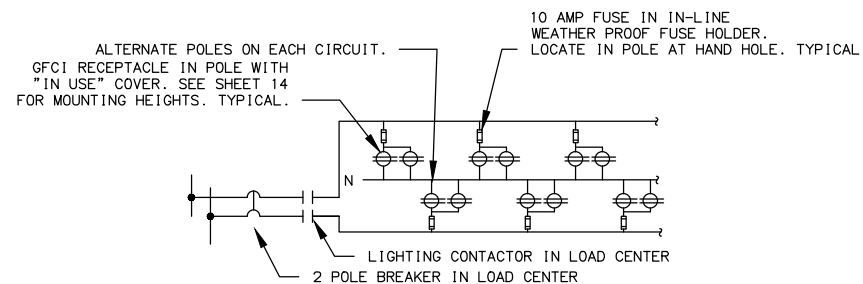 10 AMP FUSE IN IN-LINE
WEATHER PROOF FUSE HOLDER.
LOCATE IN POLE AT HAND HOLE. TYPICAL
ALTERNATE POLES ON EACH CIRCUIT.
GFCI RECEPTACLE IN POLE WITH
"IN USE" COVER. SEE SHEET 14
FOR MOUNTING HEIGHTS. TYPICAL.
N
LIGHTING CONTACTOR IN LOAD CENTER
2 POLE BREAKER IN LOAD CENTER